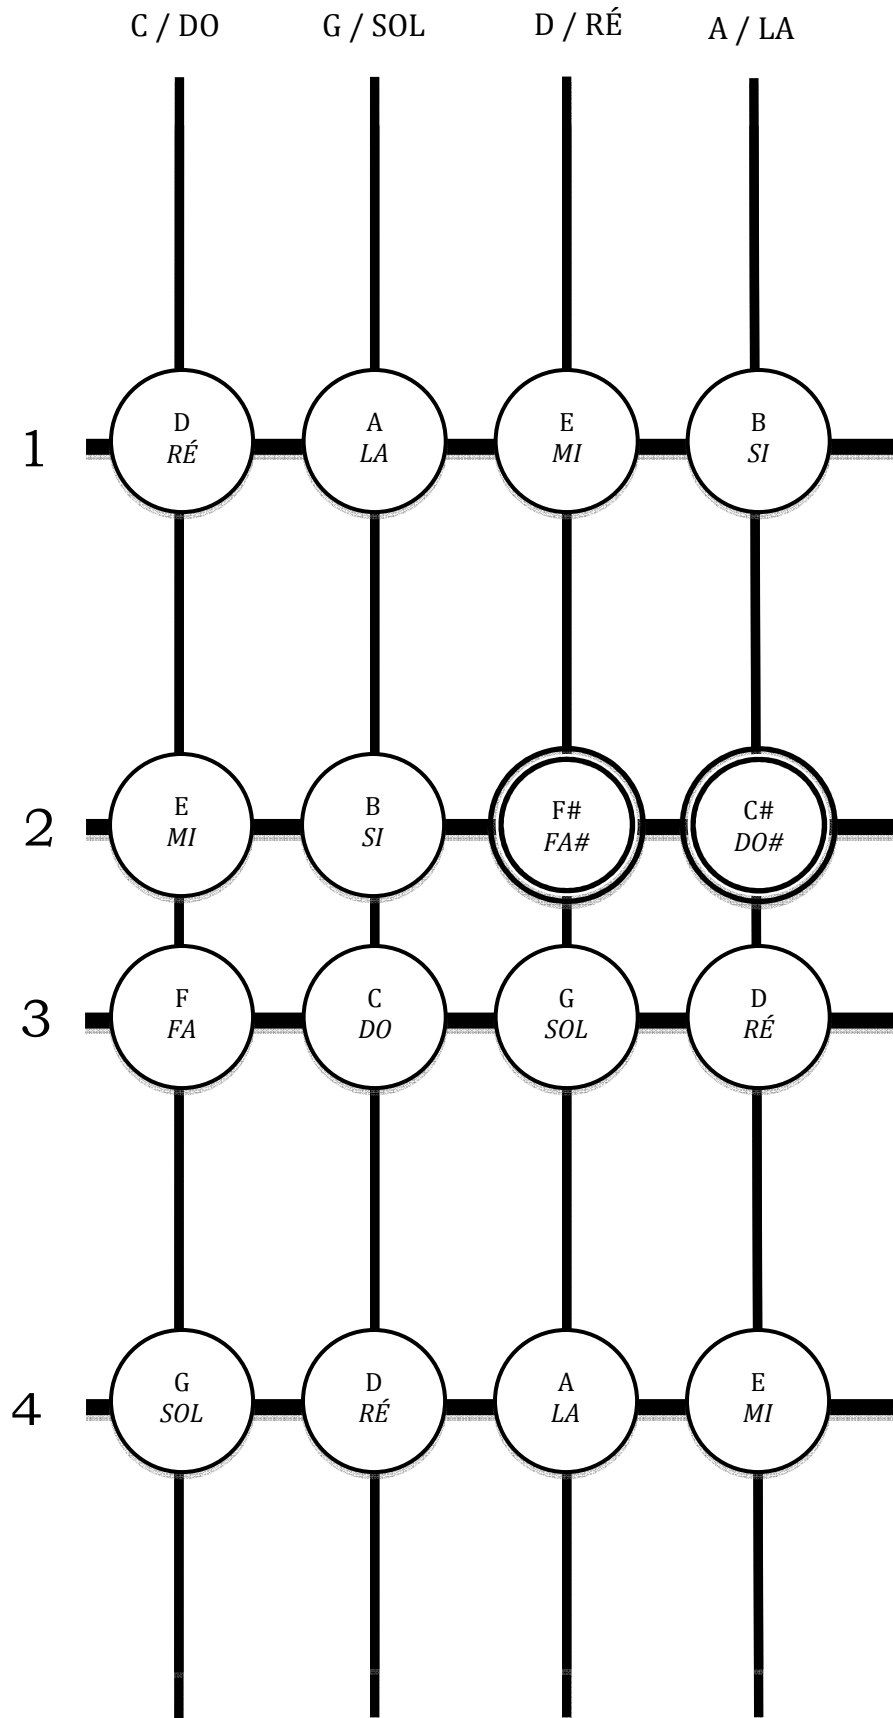 C / DO G / SOL D / RÉ A / LA
1 D A E B
RÉ LA MI SI
2 E B F# C#
MI SI FA# DO#
3 F C G D
FA DO SOL RÉ
4 G D A E
SOL RÉ LA MI